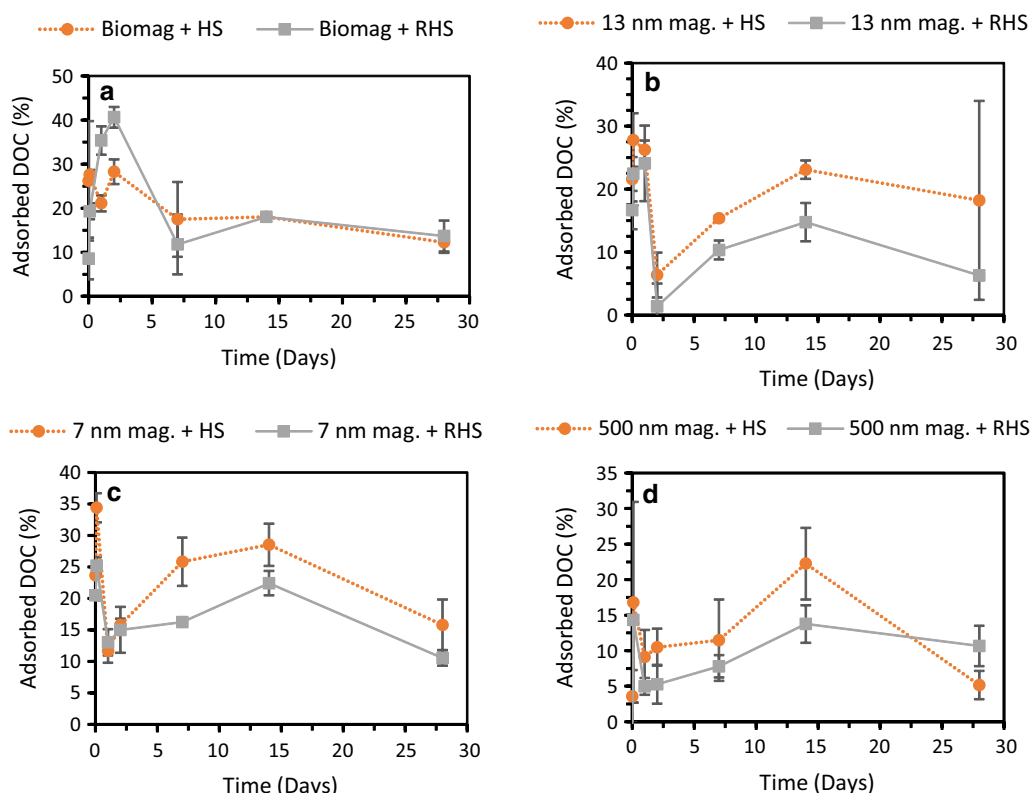 Biomag + HS Biomag + RHS
13 nm mag. + HS 13 nm mag. + RHS
a
50
40
30
20
10
0
Adsorbed DOC (%)
0 5 10 15 20 25 30
Time (Days)
b
40
30
20
10
0
Adsorbed DOC (%)
0 5 10 15 20 25 30
Time (Days)
7 nm mag. + HS 7 nm mag. + RHS
500 nm mag. + HS 500 nm mag. + RHS
c
40
35
30
25
20
15
10
5
0
Adsorbed DOC (%)
0 5 10 15 20 25 30
Time (Days)
d
35
30
25
20
15
10
5
0
Adsorbed DOC (%)
0 5 10 15 20 25 30
Time (Days)